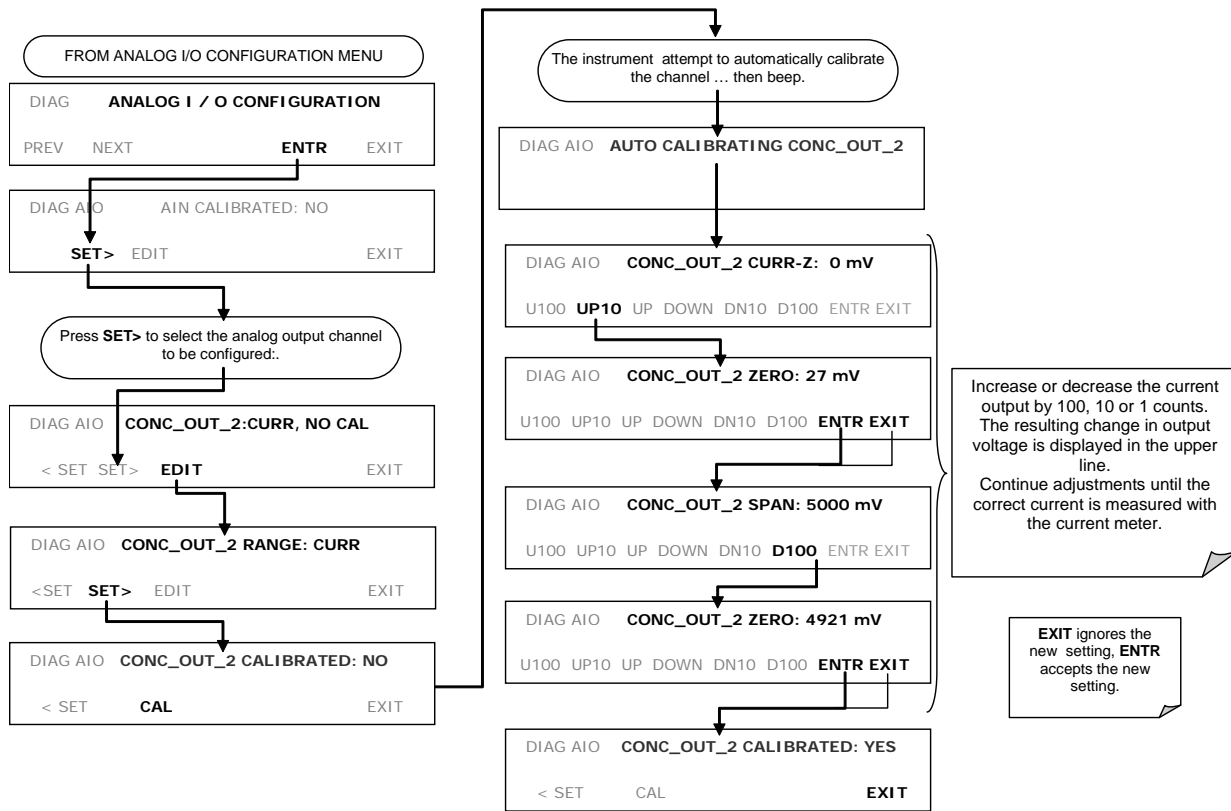 FROM ANALOG I/O CONFIGURATION MENU
DIAG ANALOG I / O CONFIGURATION
PREV NEXT ENTR EXIT
DIAG AIO AIN CALIBRATED: NO
SET> EDIT EXIT
Press SET> to select the analog output channel
to be configured:.
DIAG AIO CONC_OUT_2:CURR, NO CAL
< SET SET> EDIT EXIT
DIAG AIO CONC_OUT_2 RANGE: CURR
<SET SET> EDIT EXIT
DIAG AIO CONC_OUT_2 CALIBRATED: NO
< SET CAL EXIT
The instrument attempt to automatically calibrate
the channel … then beep.
DIAG AIO AUTO CALIBRATING CONC_OUT_2
DIAG AIO CONC_OUT_2 CURR-Z: 0 mV
U100 UP10 UP DOWN DN10 D100 ENTR EXIT
DIAG AIO CONC_OUT_2 ZERO: 27 mV
U100 UP10 UP DOWN DN10 D100 ENTR EXIT
DIAG AIO CONC_OUT_2 SPAN: 5000 mV
U100 UP10 UP DOWN DN10 D100 ENTR EXIT
DIAG AIO CONC_OUT_2 ZERO: 4921 mV
U100 UP10 UP DOWN DN10 D100 ENTR EXIT
DIAG AIO CONC_OUT_2 CALIBRATED: YES
< SET CAL EXIT
Increase or decrease the current
output by 100, 10 or 1 counts.
The resulting change in output
voltage is displayed in the upper
line.
Continue adjustments until the
correct current is measured with
the current meter.
EXIT ignores the
new setting, ENTR
accepts the new
setting.